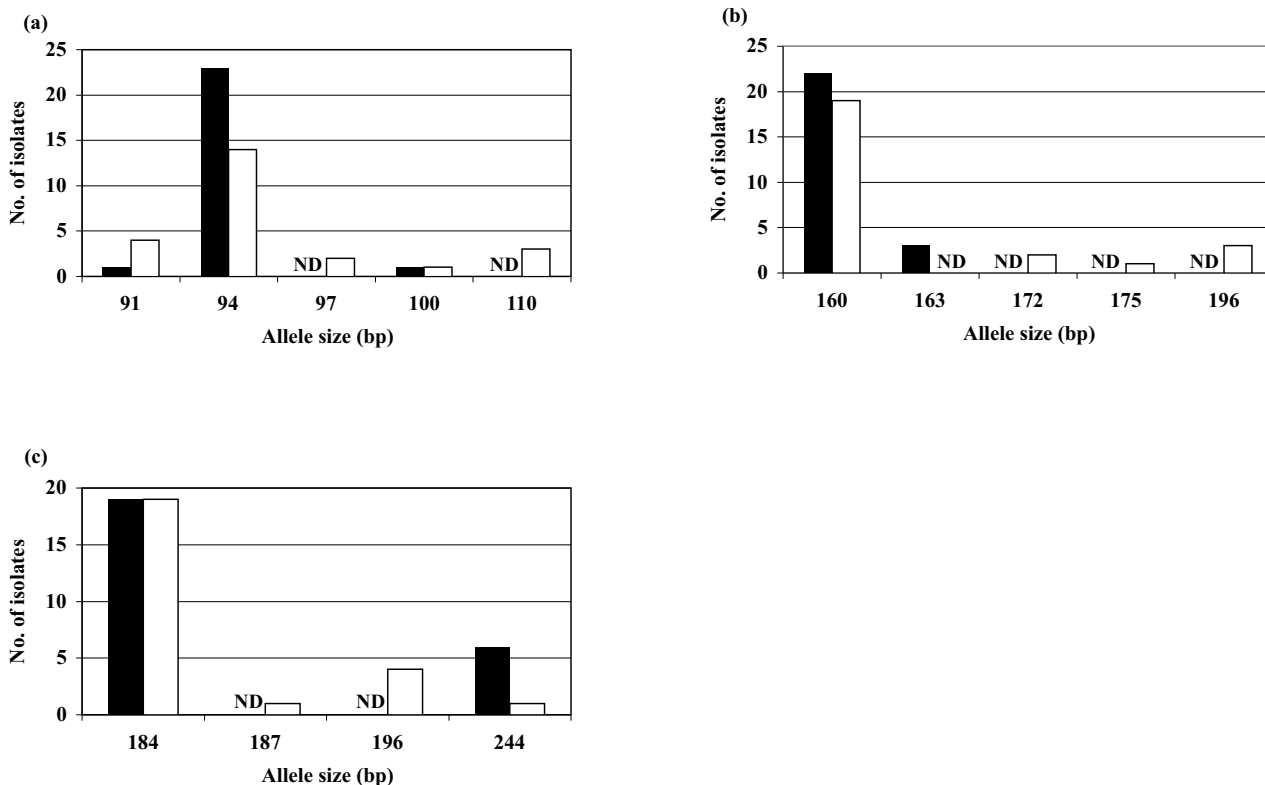 (a)
25
20
15
10
5
0
No. of isolates
ND
ND
91 94 97 100 110
Allele size (bp)
(b)
25
20
15
10
5
0
No. of isolates
ND
ND
ND
ND
160 163 172 175 196
Allele size (bp)
(c)
20
15
10
5
0
No. of isolates
ND
ND
184 187 196 244
Allele size (bp)